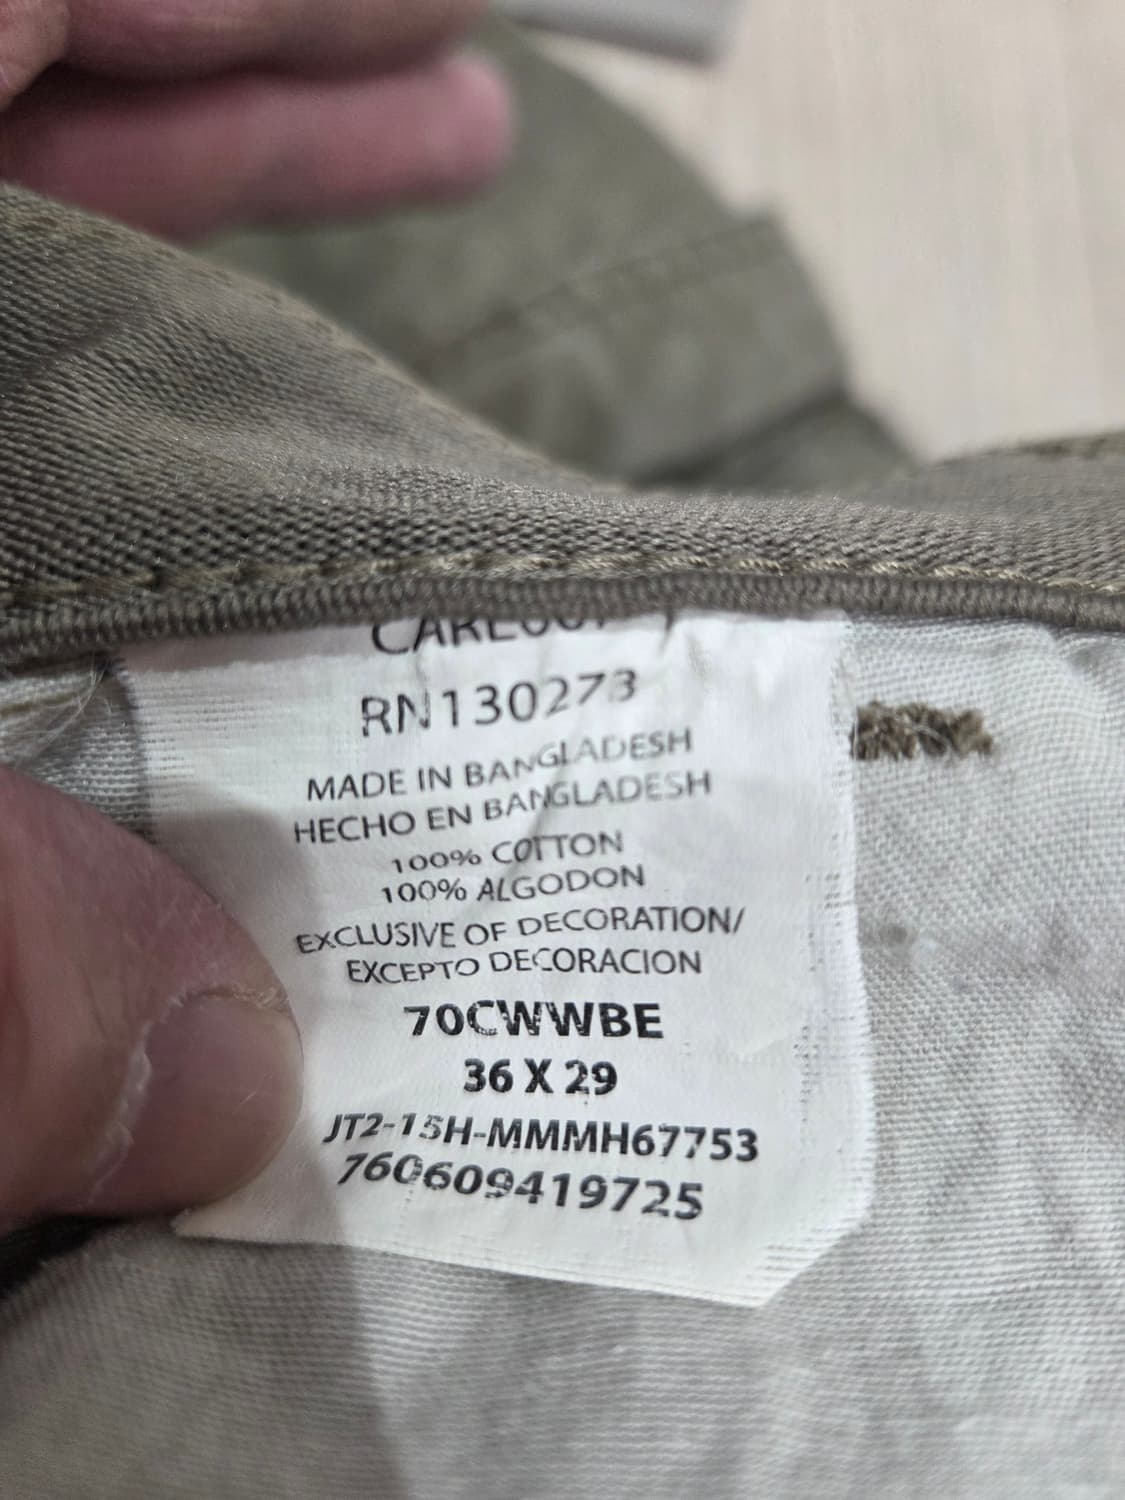 RN130273
MADE IN BANGLADESH
HECHO EN BANGLADESH
100% COTTON
100% ALGODON
EXCLUSIVE OF DECORATION/
EXCEPTO DECORACION
70CWWBE
36 X 29
JT2-15H-MMMH67753
760609419725